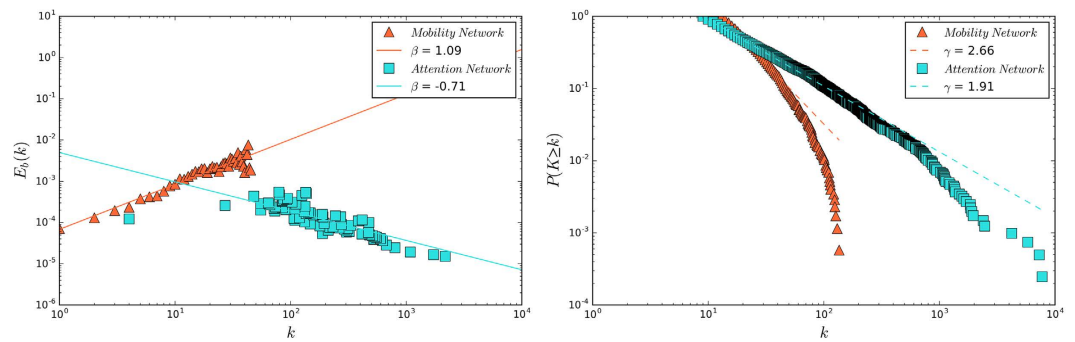 10^1
10^0
10^-1
10^-2
10^-3
10^-4
10^-5
10^-6
E_b(k)
10^0 10^1 10^2 10^3 10^4
k
Mobility Network
β = 1.09
Attention Network
β = -0.71
10^0
10^-1
10^-2
10^-3
10^-4
P(K≥k)
10^0 10^1 10^2 10^3 10^4
k
Mobility Network
γ = 2.66
Attention Network
γ = 1.91